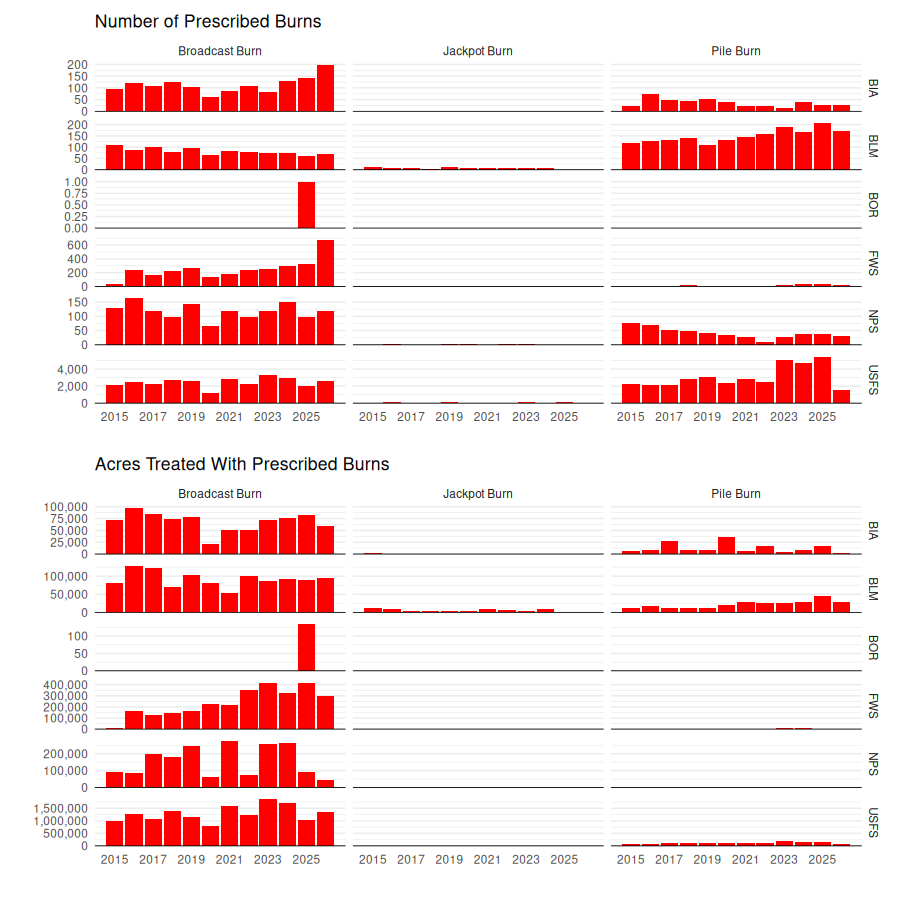 Number of Prescribed Burns
Broadcast Burn Jackpot Burn Pile Burn
200
150
100
50
0
BIA
200
150
100
50
0
BLM
1.00
0.75
0.50
0.25
0.00
BOR
600
400
200
0
FWS
150
100
50
0
NPS
4,000
2,000
0
USFS
2015 2017 2019 2021 2023 2025 2015 2017 2019 2021 2023 2025 2015 2017 2019 2021 2023 2025
Acres Treated With Prescribed Burns
Broadcast Burn Jackpot Burn Pile Burn
100,000
75,000
50,000
25,000
0
BIA
100,000
50,000
0
BLM
100
50
0
BOR
400,000
300,000
200,000
100,000
0
FWS
200,000
100,000
0
NPS
1,500,000
1,000,000
500,000
0
USFS
2015 2017 2019 2021 2023 2025 2015 2017 2019 2021 2023 2025 2015 2017 2019 2021 2023 2025